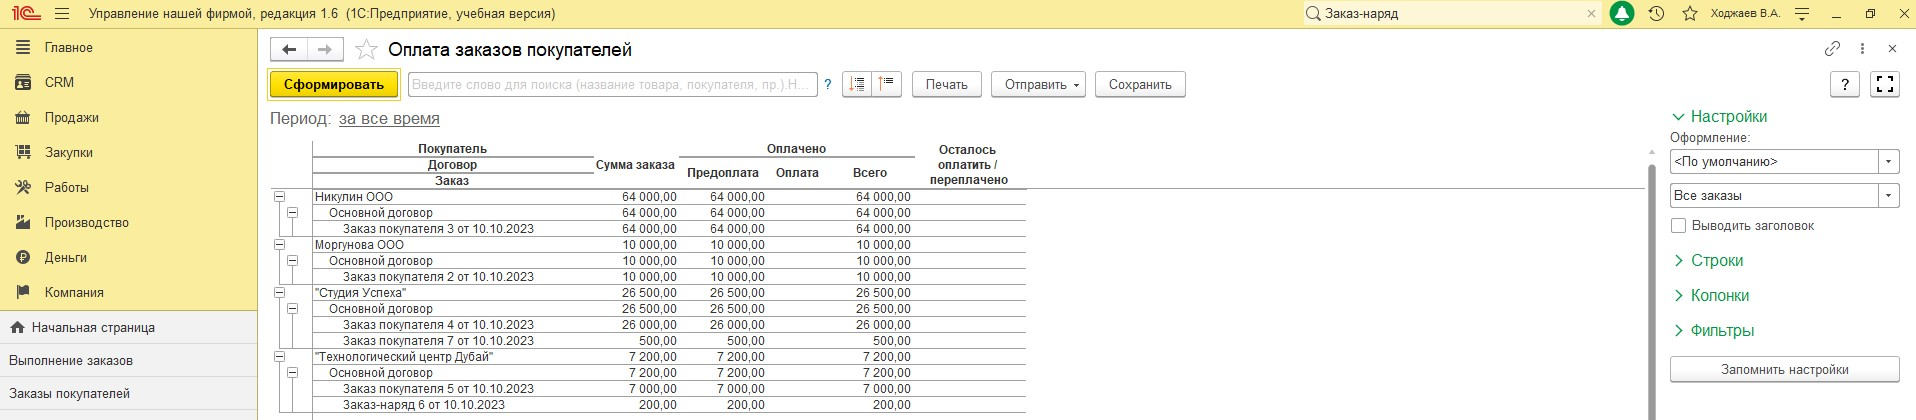 1С Управление нашей фирмой, редакция 1.6 (1С:Предприятие, учебная версия) Заказ-наряд Ходжаев В.А.
Главное
CRM
Продажи
Закупки
Работы
Производство
Деньги
Компания
Начальная страница
Выполнение заказов
Заказы покупателей
Оплата заказов покупателей
Сформировать Введите слово для поиска (название товара, покупателя, пр.).Н... ? Печать Отправить Сохранить ?
Период: за все время
Покупатель Сумма заказа Оплачено Осталось оплатить / переплачено
Договор Предоплата Оплата Всего
Заказ
Никулин ООО 64 000,00 64 000,00 64 000,00
Основной договор 64 000,00 64 000,00 64 000,00
Заказ покупателя 3 от 10.10.2023 64 000,00 64 000,00 64 000,00
Моргунова ООО 10 000,00 10 000,00 10 000,00
Основной договор 10 000,00 10 000,00 10 000,00
Заказ покупателя 2 от 10.10.2023 10 000,00 10 000,00 10 000,00
"Студия Успеха" 26 500,00 26 500,00 26 500,00
Основной договор 26 500,00 26 500,00 26 500,00
Заказ покупателя 4 от 10.10.2023 26 000,00 26 000,00 26 000,00
Заказ покупателя 7 от 10.10.2023 500,00 500,00 500,00
"Технологический центр Дубай" 7 200,00 7 200,00 7 200,00
Основной договор 7 200,00 7 200,00 7 200,00
Заказ покупателя 5 от 10.10.2023 7 000,00 7 000,00 7 000,00
Заказ-наряд 6 от 10.10.2023 200,00 200,00 200,00
Настройки
Оформление:
<По умолчанию>
Все заказы
Выводить заголовок
Строки
Колонки
Фильтры
Запомнить настройки